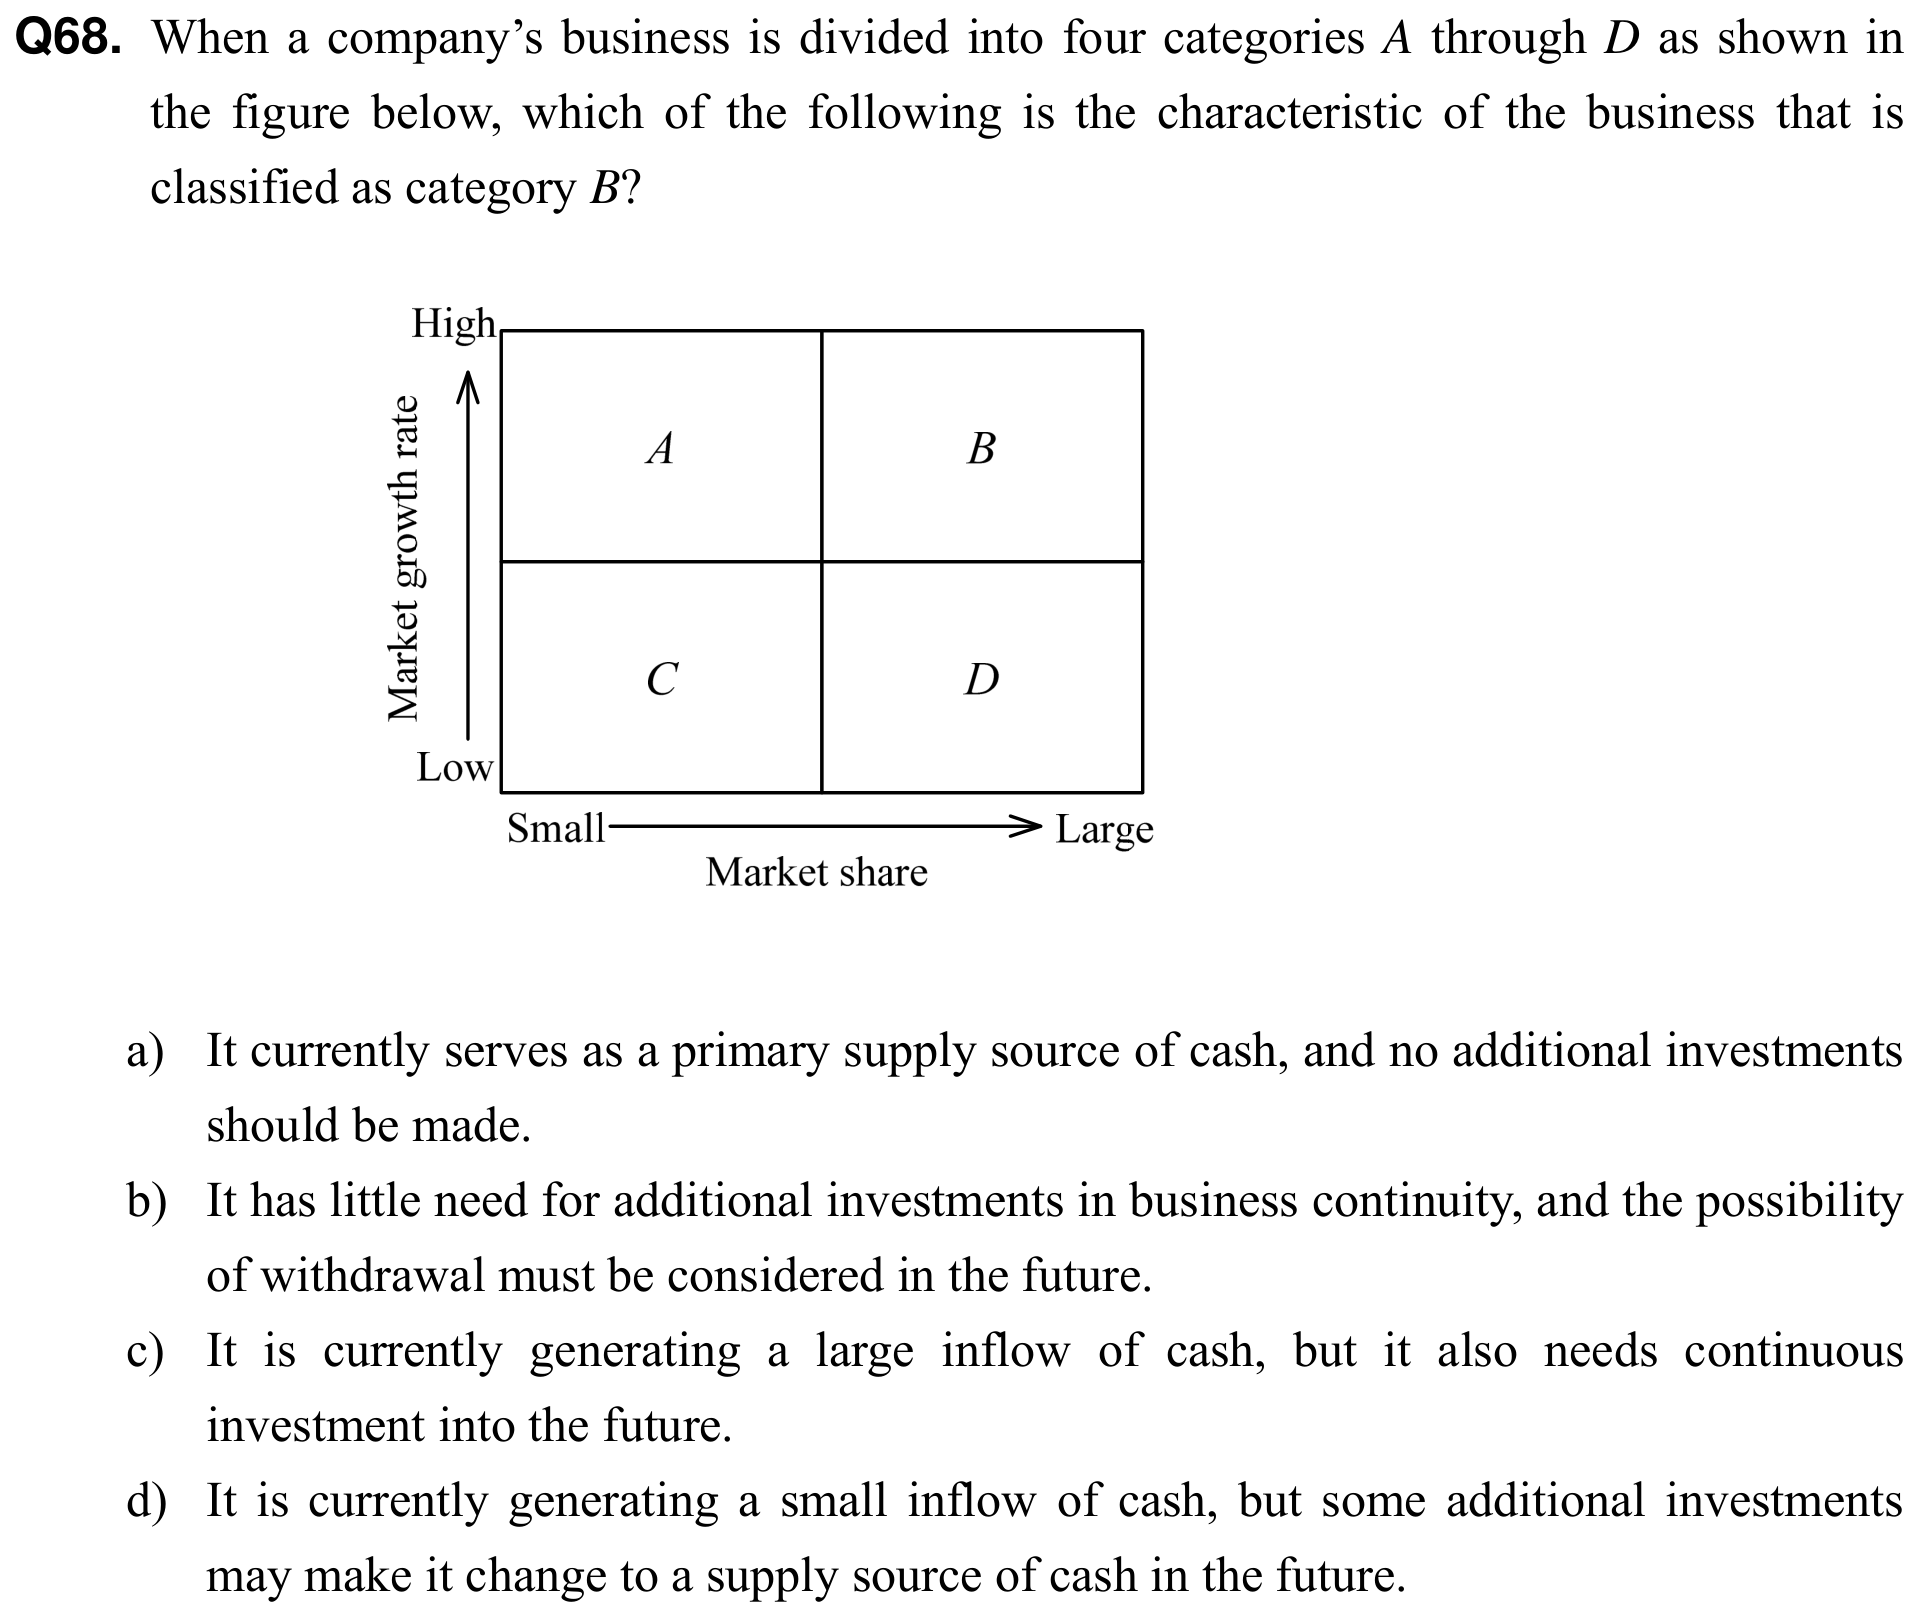 Q68. When a company’s business is divided into four categories A through D as shown in
the figure below, which of the following is the characteristic of the business that is
classified as category B?
High
Market growth rate
A
B
C
D
Low
Small
Large
Market share
a) It currently serves as a primary supply source of cash, and no additional investments
should be made.
b) It has little need for additional investments in business continuity, and the possibility
of withdrawal must be considered in the future.
c) It is currently generating a large inflow of cash, but it also needs continuous
investment into the future.
d) It is currently generating a small inflow of cash, but some additional investments
may make it change to a supply source of cash in the future.